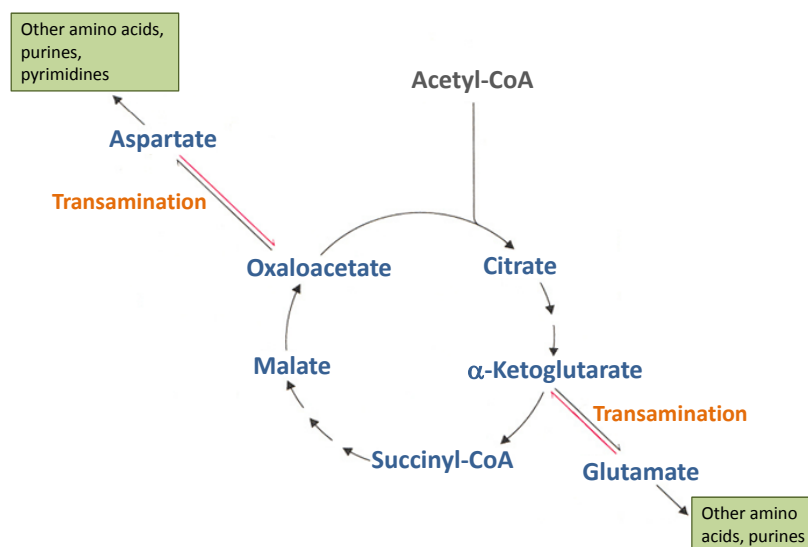 Other amino acids,
purines,
pyrimidines
Acetyl-CoA
Aspartate
Transamination
Oxaloacetate
Citrate
Malate
α-Ketoglutarate
Transamination
Succinyl-CoA
Glutamate
Other amino
acids, purines